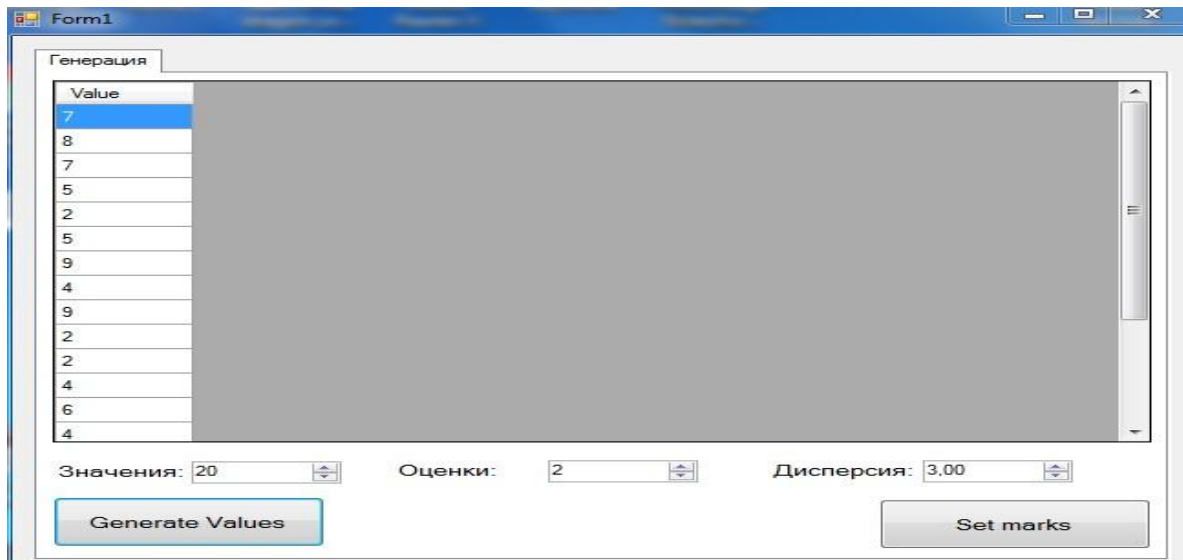 Form1
Генерация
Value
7
8
7
5
2
5
9
4
9
2
2
4
6
4
Значения: 20 Оценки: 2 Дисперсия: 3,00
Generate Values Set marks